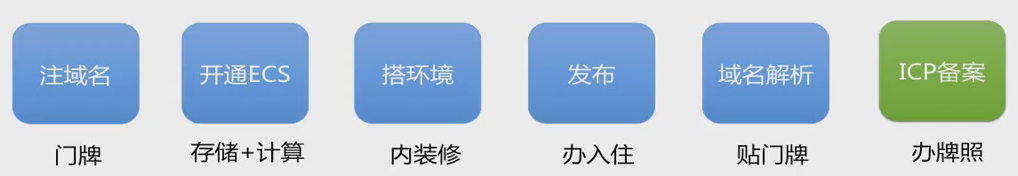 注域名
开通ECS
搭环境
发布
域名解析
ICP备案
门牌
存储+计算
内装修
办入住
贴门牌
办牌照